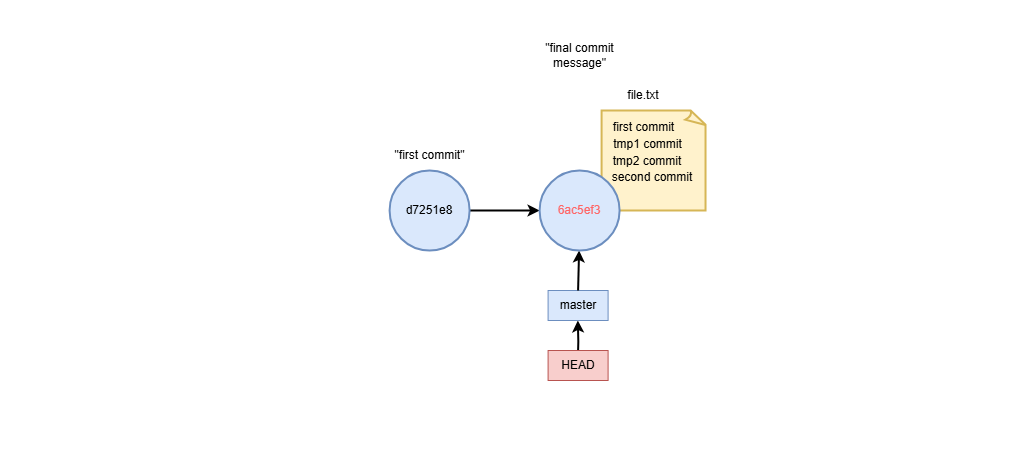 "final commit
message"
file.txt
first commit
tmp1 commit
tmp2 commit
second commit
"first commit"
d7251e8
6ac5ef3
master
HEAD